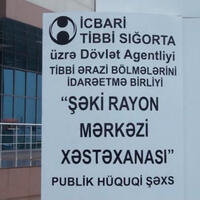 İCBARİ
TİBBİ SIĞORTA
üzrə Dövlət Agentliyi
TİBBİ ƏRAZİ BÖLMƏLƏRİNİ
İDARƏETMƏ BİRLİYİ
“ŞƏKİ RAYON
MƏRKƏZİ
XƏSTƏXANASI”
PUBLİK HÜQUQİ ŞƏXS